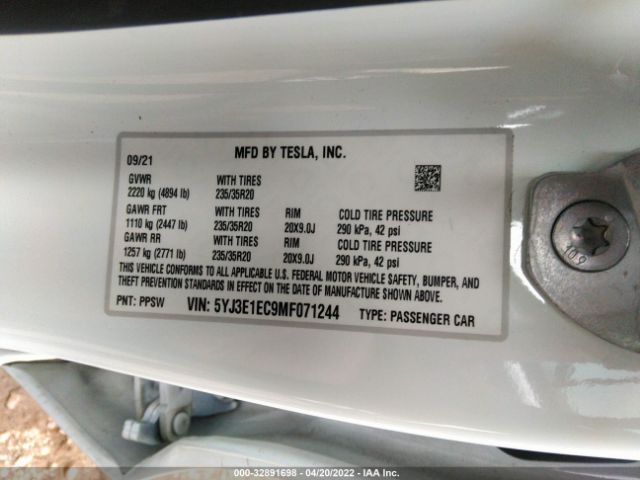 MFD BY TESLA, INC.
09/21
GVWR WITH TIRES
2220 kg (4894 lb) 235/35R20
GAWR FRT WITH TIRES RIM COLD TIRE PRESSURE
1110 kg (2447 lb) 235/35R20 20X9.0J 290 kPa, 42 psi
GAWR RR WITH TIRES RIM COLD TIRE PRESSURE
1257 kg (2771 lb) 235/35R20 20X9.0J 290 kPa, 42 psi
THIS VEHICLE CONFORMS TO ALL APPLICABLE U.S. FEDERAL MOTOR VEHICLE SAFETY, BUMPER, AND
THEFT PREVENTION STANDARDS IN EFFECT ON THE DATE OF MANUFACTURE SHOWN ABOVE.
PNT: PPSW VIN: 5YJ3E1EC9MF071244 TYPE: PASSENGER CAR
10.9
000-32891698 - 04/20/2022 - IAA Inc.